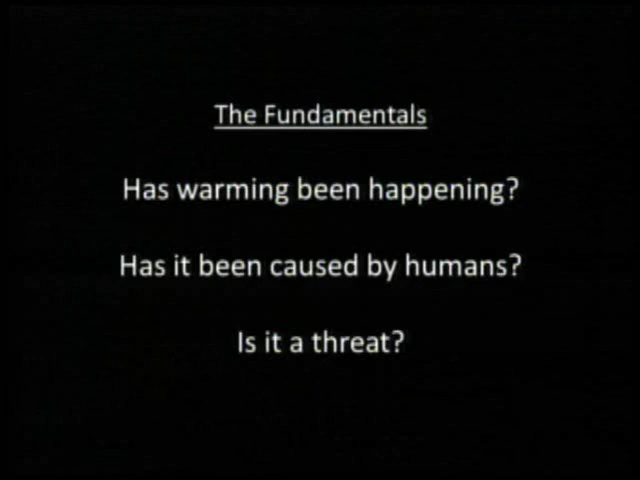 The Fundamentals
Has warming been happening?
Has it been caused by humans?
Is it a threat?